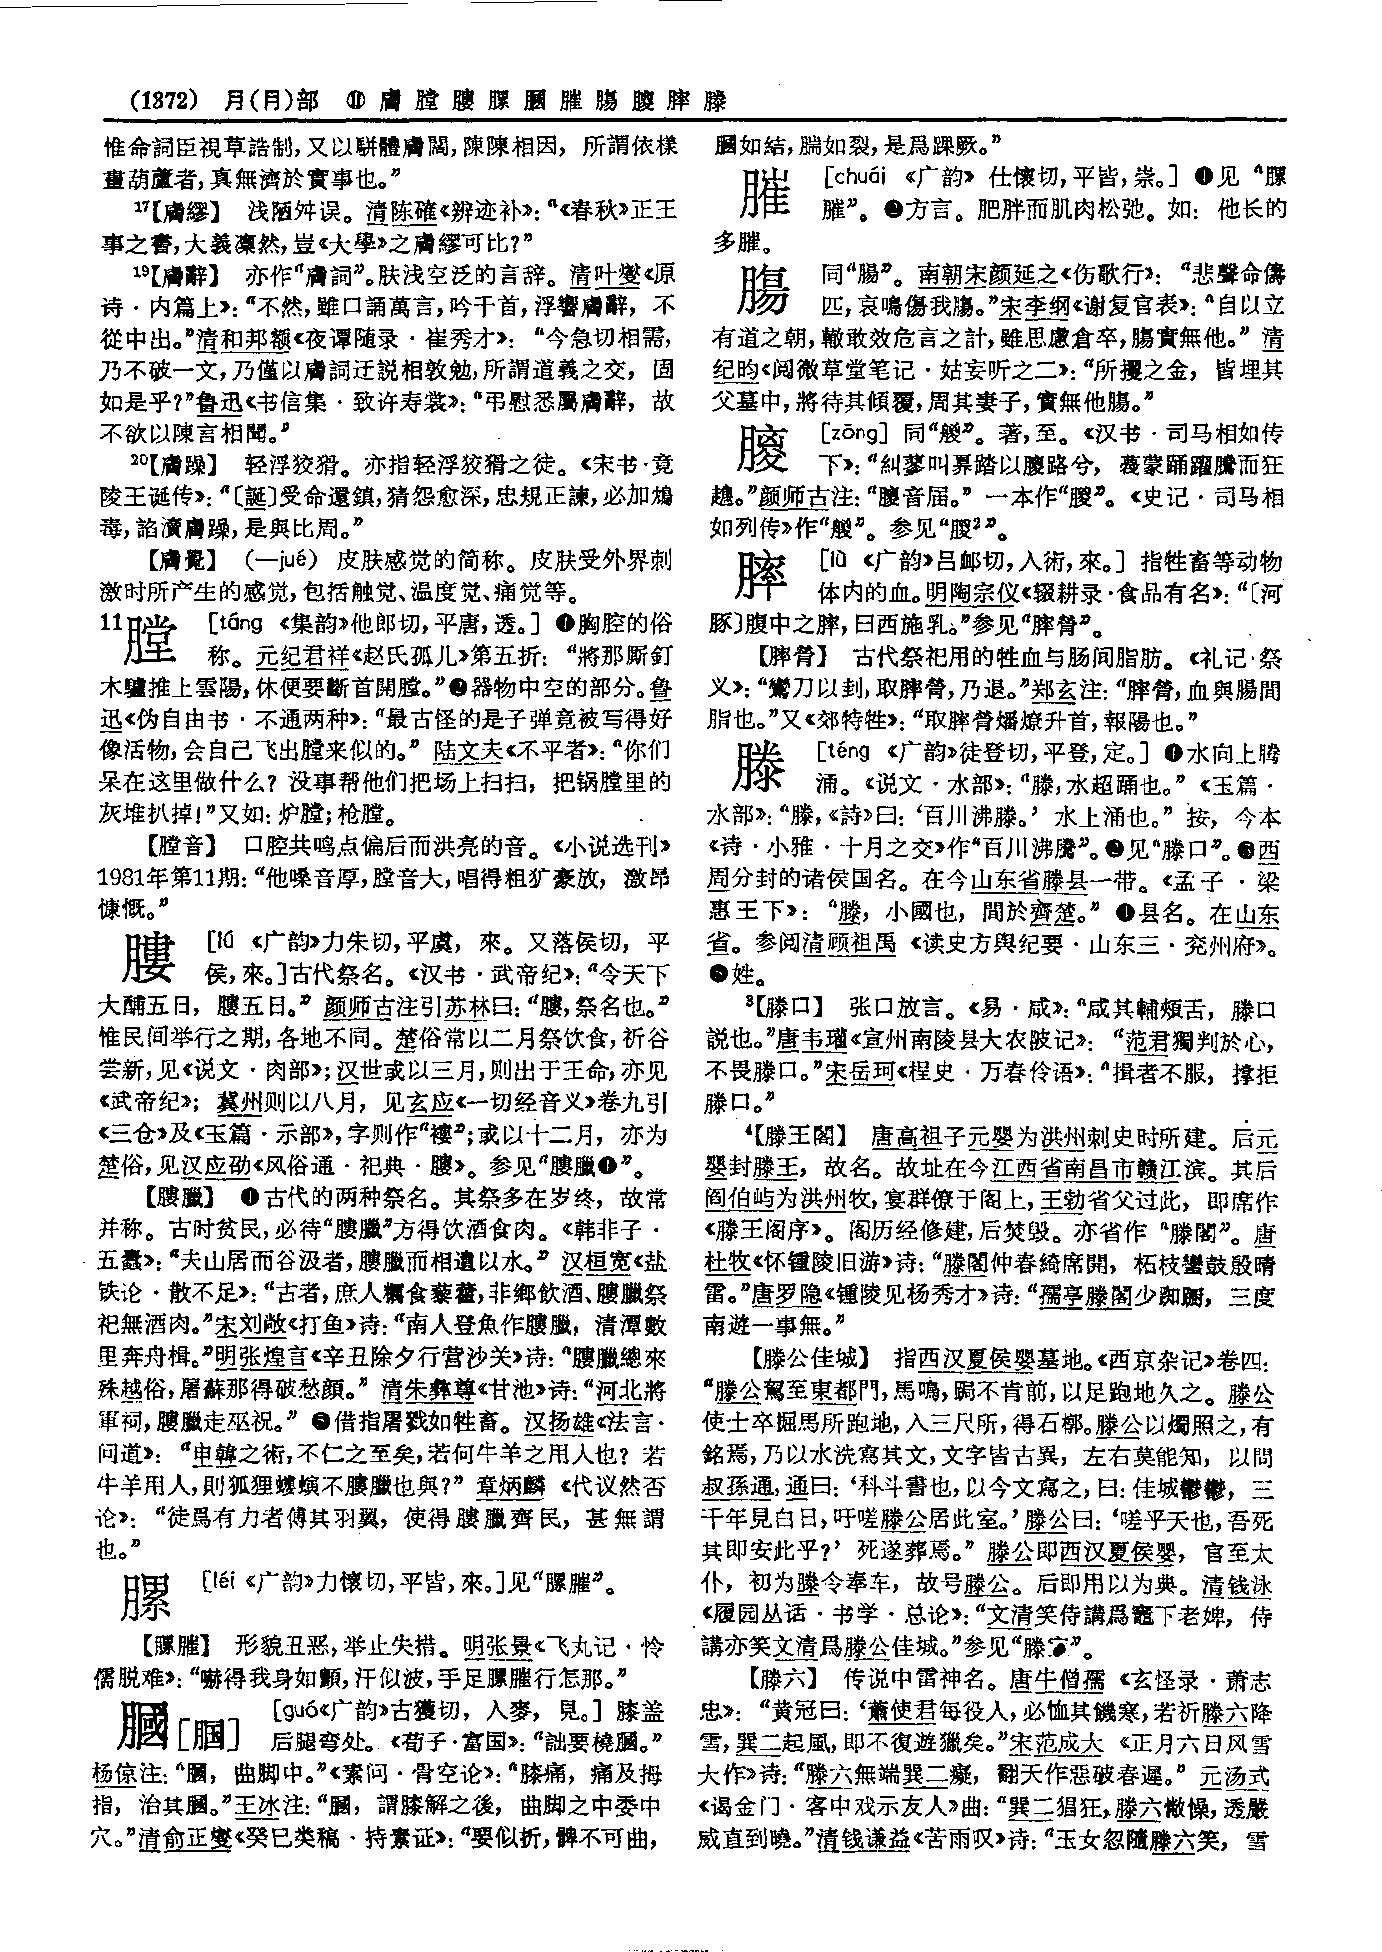 (1372) 月(月)部 ⑪ 膚膛膢膘膕膗膓朡膟滕
惟命詞臣視草誥制,又以駢體膚闊,陳陳相因,所謂依樣
畫葫蘆者,真無濟於實事也。”
¹⁷【膚繆】 浅陋舛误。清陈确《辨迹补》:“《春秋》正王
事之書,大義凜然,豈《大學》之膚繆可比?”
¹⁹【膚辭】 亦作“膚詞”。肤浅空泛的言辞。清叶燮《原
诗·内篇上》:“不然,雖口誦萬言,吟千首,浮響膚辭,不
從中出。”清和邦额《夜谭随录·崔秀才》:“今急切相需,
乃不破一文,乃僅以膚詞迂説相敦勉,所謂道義之交,固
如是乎?”鲁迅《书信集·致许寿裳》:“弔慰悉屬膚辭,故
不欲以陳言相聞。”
²⁰【膚躁】 轻浮狡猾。亦指轻浮狡猾之徒。《宋书·竟
陵王诞传》:“〔誕〕受命還鎮,猜怨愈深,忠規正諫,必加鴆
毒,諂瀆膚躁,是與比周。”
【膚覺】 (—jué) 皮肤感觉的简称。皮肤受外界刺
激时所产生的感觉,包括触觉、温度觉、痛觉等。
11膛 [táng 《集韵》他郎切,平唐,透。] ❶胸腔的俗
称。元纪君祥《赵氏孤儿》第五折:“將那厮釘
木驢推上雲陽,休便要斷首開膛。”❷器物中空的部分。鲁
迅《伪自由书·不通两种》:“最古怪的是子弹竟被写得好
像活物,会自己飞出膛来似的。” 陆文夫《不平者》:“你们
呆在这里做什么?没事帮他们把场上扫扫,把锅膛里的
灰堆扒掉!”又如:炉膛;枪膛。
【膛音】 口腔共鸣点偏后而洪亮的音。《小说选刊》
1981年第11期:“他嗓音厚,膛音大,唱得粗犷豪放,激昂
慷慨。”
膢 [lǘ 《广韵》力朱切,平虞,來。又落侯切,平
侯,來。]古代祭名。《汉书·武帝纪》:“令天下
大酺五日,膢五日。” 颜师古注引苏林曰:“膢,祭名也。”
惟民间举行之期,各地不同。楚俗常以二月祭饮食,祈谷
尝新,见《说文·肉部》;汉世或以三月,则出于王命,亦见
《武帝纪》;冀州则以八月,见玄应《一切经音义》卷九引
《三仓》及《玉篇·示部》,字则作“䄛”;或以十二月,亦为
楚俗,见汉应劭《风俗通·祀典·膢》。参见“膢臘❶”。
【膢臘】 ❶古代的两种祭名。其祭多在岁终,故常
并称。古时贫民,必待“膢臘”方得饮酒食肉。《韩非子·
五蠹》:“夫山居而谷汲者,膢臘而相遺以水。” 汉桓宽《盐
铁论·散不足》:“古者,庶人糲食藜藿,非鄉飲酒、膢臘祭
祀無酒肉。”宋刘敞《打鱼》诗:“南人登魚作膢臘,清潭數
里奔舟楫。”明张煌言《辛丑除夕行营沙关》诗:“膢臘總來
殊越俗,屠蘇那得破愁顔。” 清朱彝尊《甘池》诗:“河北將
軍祠,膢臘走巫祝。” ❷借指屠戮如牲畜。汉扬雄《法言·
问道》:“申韓之術,不仁之至矣,若何牛羊之用人也?若
牛羊用人,則狐狸螻螾不膢臘也與?” 章炳麟《代议然否
论》:“徒爲有力者傅其羽翼,使得膢臘齊民,甚無謂
也。”
膘 [léi 《广韵》力懷切,平皆,來。]见“膘膗”。
【膘膗】 形貌丑恶,举止失措。明张景《飞丸记·怜
儒脱难》:“嚇得我身如顫,汗似波,手足膘膗行怎那。”
膕[腘] [guó《广韵》古獲切,入麥,見。] 膝盖
后腿弯处。《荀子·富国》:“詘要橈膕。”
杨倞注:“膕,曲脚中。”《素问·骨空论》:“膝痛,痛及拇
指,治其膕。”王冰注:“膕,謂膝解之後,曲脚之中委中
穴。”清俞正燮《癸巳类稿·持素证》:“要似折,髀不可曲,
膕如結,腨如裂,是爲踝厥。”
膗 [chuái 《广韵》仕懷切,平皆,崇。] ❶见“膘
膗”。❷方言。肥胖而肌肉松弛。如:他长的
多膗。
膓 同“腸”。南朝宋颜延之《伤歌行》:“悲聲命儔
匹,哀鳴傷我膓。”宋李纲《谢复官表》:“自以立
有道之朝,輙敢效危言之計,雖思慮倉卒,膓實無他。” 清
纪昀《阅微草堂笔记·姑妄听之二》:“所攫之金,皆埋其
父墓中,將待其傾覆,周其妻子,實無他膓。”
[zōng] 同“艐”。著,至。《汉书·司马相如传
下》:“糾蓼叫奡踏以朡路兮,蔑蒙踊躍騰而狂
趭。”颜师古注:“朡音届。”一本作“朡”。《史记·司马相
如列传》作“艐”。参见“朡²”。
膟 [lǜ 《广韵》吕卹切,入術,來。] 指牲畜等动物
体内的血。明陶宗仪《辍耕录·食品有名》:“〔河
豚〕腹中之膟,曰西施乳。”参见“膟膋”。
【膟膋】 古代祭祀用的牲血与肠间脂肪。《礼记·祭
义》:“鸞刀以刲,取膟膋,乃退。”郑玄注:“膟膋,血與腸間
脂也。”又《郊特牲》:“取膟膋燔燎升首,報陽也。”
滕 [téng 《广韵》徒登切,平登,定。] ❶水向上腾
涌。《说文·水部》:“滕,水超踊也。” 《玉篇·
水部》:“滕,《詩》曰:‘百川沸滕。’水上涌也。”按,今本
《诗·小雅·十月之交》作“百川沸騰”。❷见“滕口”。❸西
周分封的诸侯国名。在今山东省滕县一带。《孟子·梁
惠王下》:“滕,小國也,間於齊楚。” ❹县名。在山东
省。参阅清顾祖禹《读史方舆纪要·山东三·兖州府》。
❺姓。
³【滕口】 张口放言。《易·咸》:“咸其輔頰舌,滕口
説也。”唐韦瓘《宣州南陵县大农陂记》:“范君獨判於心,
不畏滕口。”宋岳珂《桯史·万春伶语》:“揖者不服,撑拒
滕口。”
⁴【滕王閣】 唐高祖子元婴为洪州刺史时所建。后元
婴封滕王,故名。故址在今江西省南昌市赣江滨。其后
阎伯屿为洪州牧,宴群僚于阁上,王勃省父过此,即席作
《滕王阁序》。阁历经修建,后焚毁。亦省作“滕閣”。唐
杜牧《怀锺陵旧游》诗:“滕閣仲春綺席開,柘枝蠻鼓殷晴
雷。”唐罗隐《锺陵见杨秀才》诗:“孺亭滕閣少踟躕,三度
南遊一事無。”
【滕公佳城】 指西汉夏侯婴墓地。《西京杂记》卷四:
“滕公駕至東都門,馬鳴,跼不肯前,以足跑地久之。滕公
使士卒掘馬所跑地,入三尺所,得石椁。滕公以燭照之,有
銘焉,乃以水洗寫其文,文字皆古異,左右莫能知,以問
叔孫通,通曰:‘科斗書也,以今文寫之,曰:佳城鬱鬱,三
千年見白日,吁嗟滕公居此室。’滕公曰:‘嗟乎天也,吾死
其即安此乎?’死遂葬焉。” 滕公即西汉夏侯婴,官至太
仆,初为滕令奉车,故号滕公。后即用以为典。清钱泳
《履园丛话·书学·总论》:“文清笑侍講爲竈下老婢,侍
講亦笑文清爲滕公佳城。”参见“滕室”。
【滕六】 传说中雪神名。唐牛僧孺《玄怪录·萧志
忠》:“黄冠曰:‘蕭使君每役人,必恤其饑寒,若祈滕六降
雪,巽二起風,即不復遊獵矣。”宋范成大《正月六日风雪
大作》诗:“滕六無端巽二癡,翻天作惡破春遲。” 元汤式
《谒金门·客中戏示友人》曲:“巽二猖狂,滕六憋懆,透嚴
威直到曉。”清钱谦益《苦雨叹》诗:“玉女忽隨滕六笑,雪